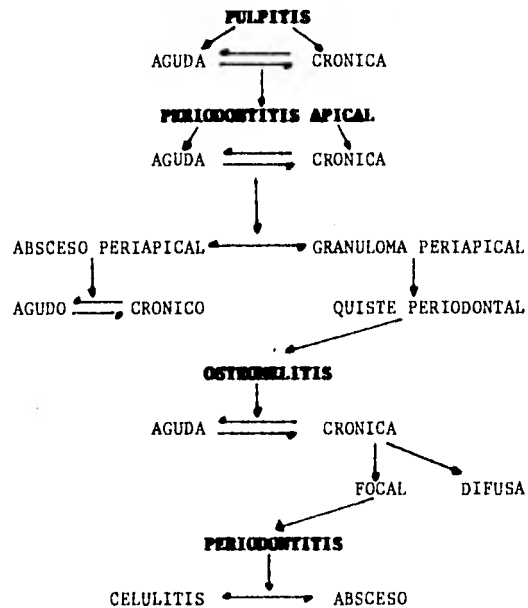 PULPITIS
AGUDA CRONICA
PERIODONTITIS APICAL
AGUDA CRONICA
ABSCESO PERIAPICAL GRANULOMA PERIAPICAL
AGUDO CRONICO QUISTE PERIODONTAL
OSTEOMELITIS
AGUDA CRONICA
FOCAL DIFUSA
PERIODONTITIS
CELULITIS ABSCESO